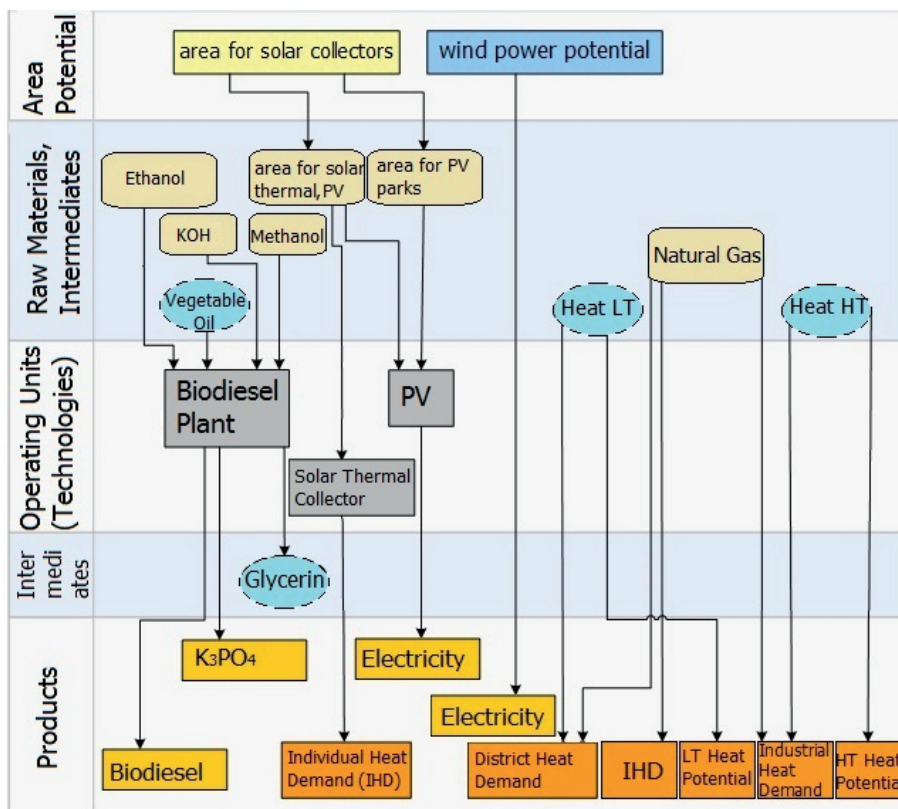 Area
Potential
area for solar collectors
wind power potential
Raw Materials,
Intermediates
Ethanol
area for solar
thermal,PV
area for PV
parks
KOH
Methanol
Natural Gas
Vegetable
Oil
Heat LT
Heat HT
Operating Units
(Technologies)
Biodiesel
Plant
PV
Solar Thermal
Collector
Inter
medi
ates
Glycerin
Products
K₃PO₄
Electricity
Electricity
Biodiesel
Individual Heat
Demand (IHD)
District Heat
Demand
IHD
LT Heat
Potential
Industrial
Heat
Demand
HT Heat
Potential